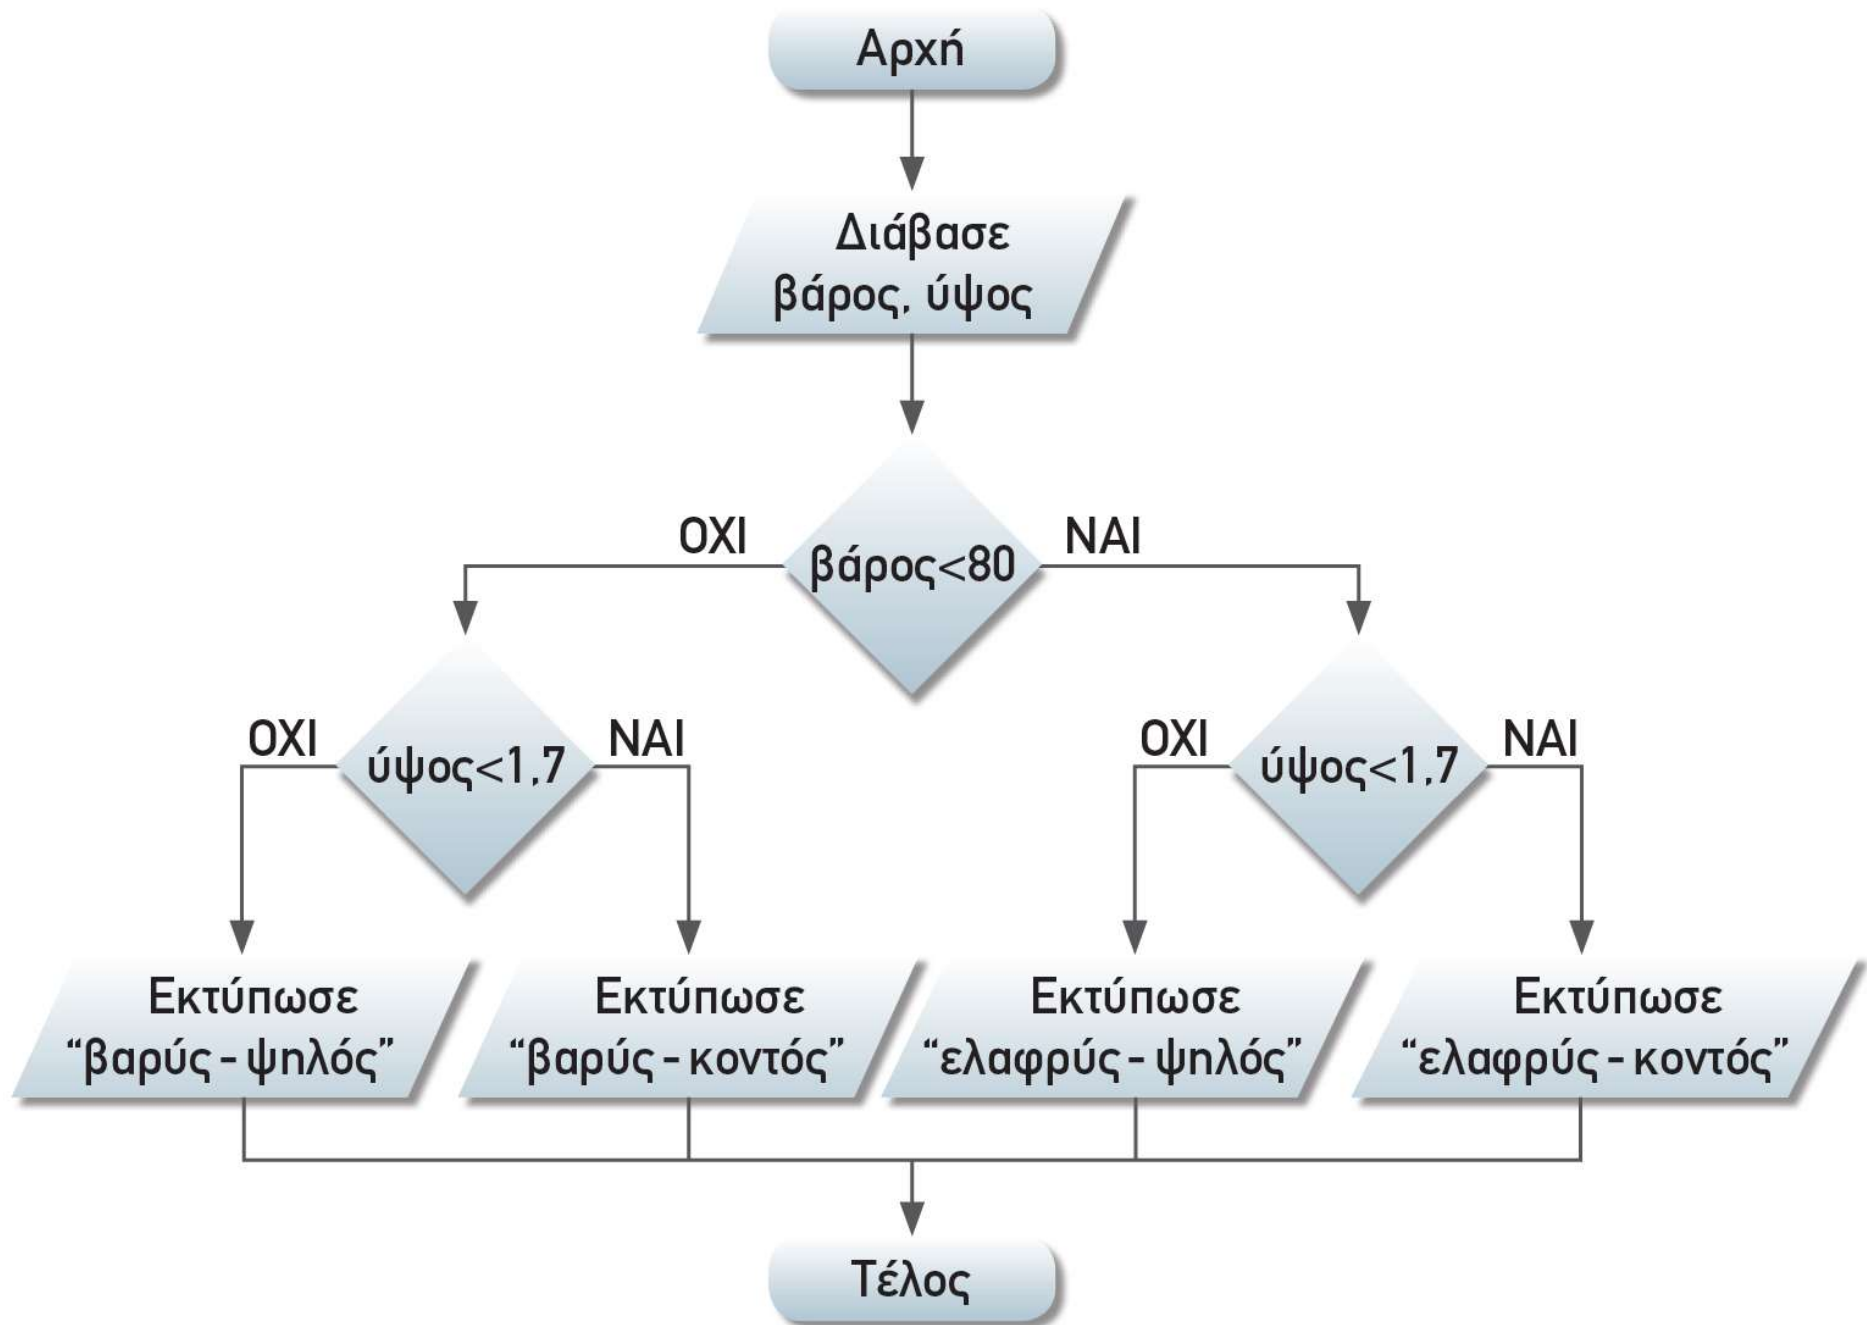 Αρχή
Διάβασε
βάρος, ύψος
ΟΧΙ
ΝΑΙ
βάρος<80
ΟΧΙ
ΝΑΙ
ύψος<1,7
ΟΧΙ
ΝΑΙ
ύψος<1,7
Εκτύπωσε
“βαρύς - ψηλός”
Εκτύπωσε
“βαρύς - κοντός”
Εκτύπωσε
“ελαφρύς - ψηλός”
Εκτύπωσε
“ελαφρύς - κοντός”
Τέλος